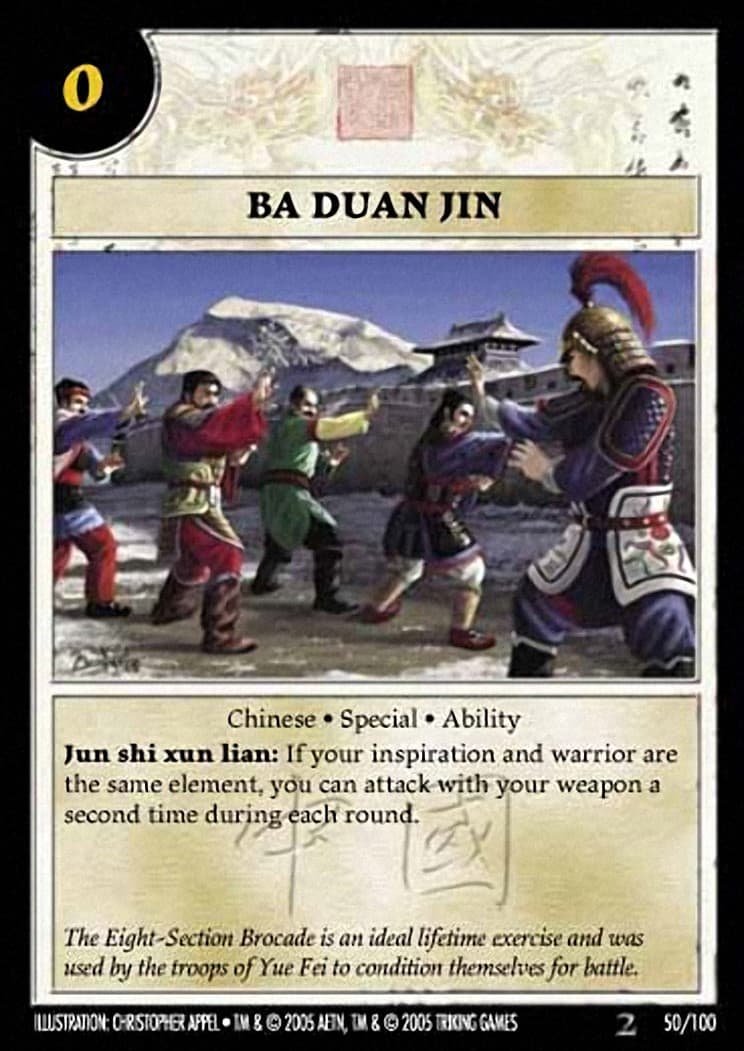 0
BA DUAN JIN
Chinese • Special • Ability
Jun shi xun lian: If your inspiration and warrior are
the same element, you can attack with your weapon a
second time during each round.
中國
The Eight-Section Brocade is an ideal lifetime exercise and was
used by the troops of Yue Fei to condition themselves for battle.
ILLUSTRATION: CHRISTOPHER APPEL • TM & © 2005 AETN, TM & © 2005 TRIKING GAMES
2 50/100